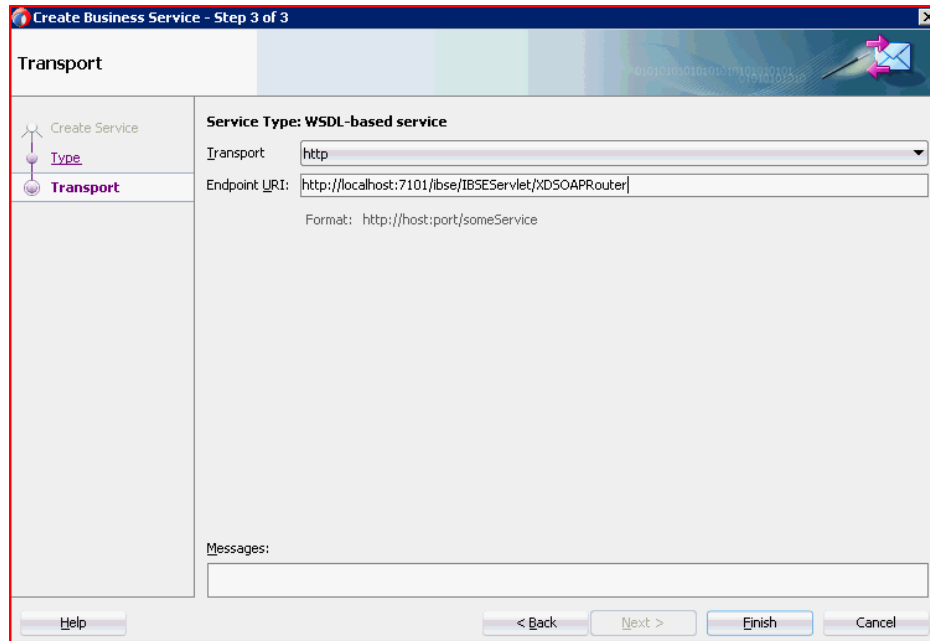 Create Business Service - Step 3 of 3
Transport
Create Service
Type
Transport
Service Type: WSDL-based service
Transport http
Endpoint URI: http://localhost:7101/ibse/IBSEServlet/XDSOAPRouter
Format: http://host:port/someService
Messages:
Help < Back Next > Finish Cancel